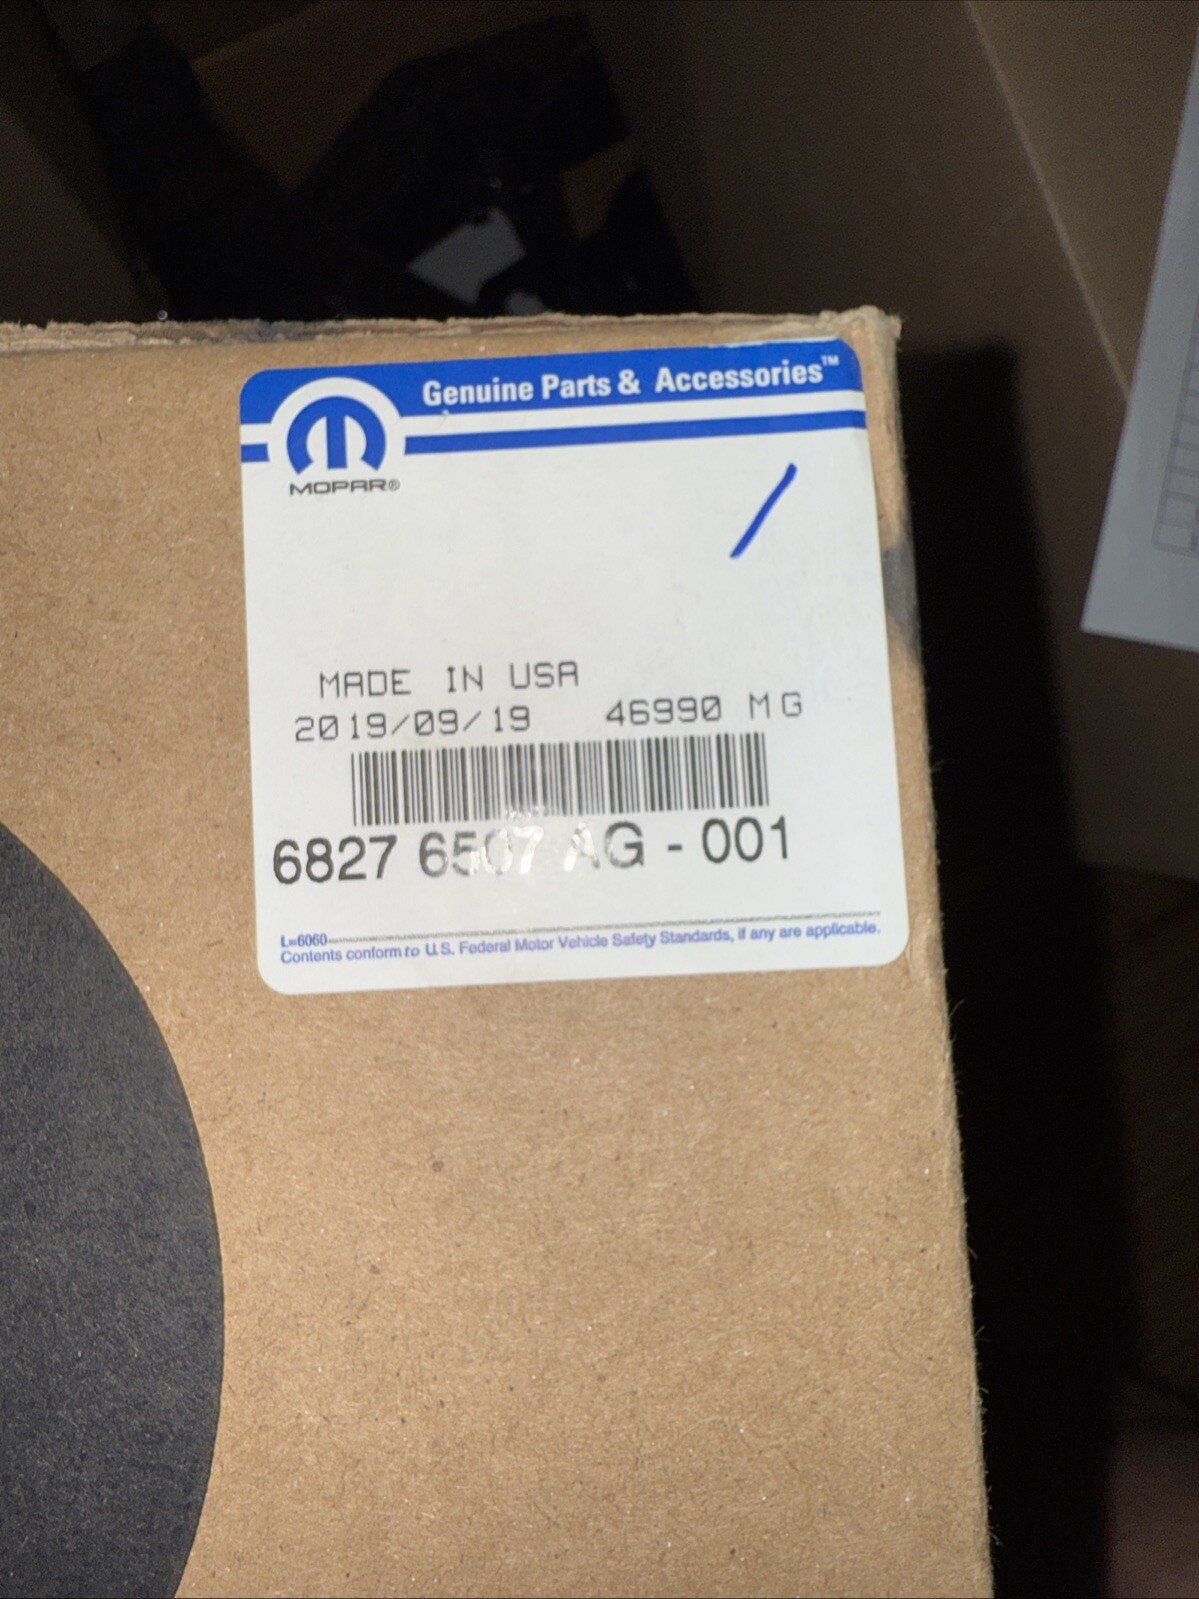 Genuine Parts & Accessories™
MOPAR®
MADE IN USA
2019/09/19 46990 MG
6827 6507 AG - 001
L=6060
Contents conform to U.S. Federal Motor Vehicle Safety Standards, if any are applicable.